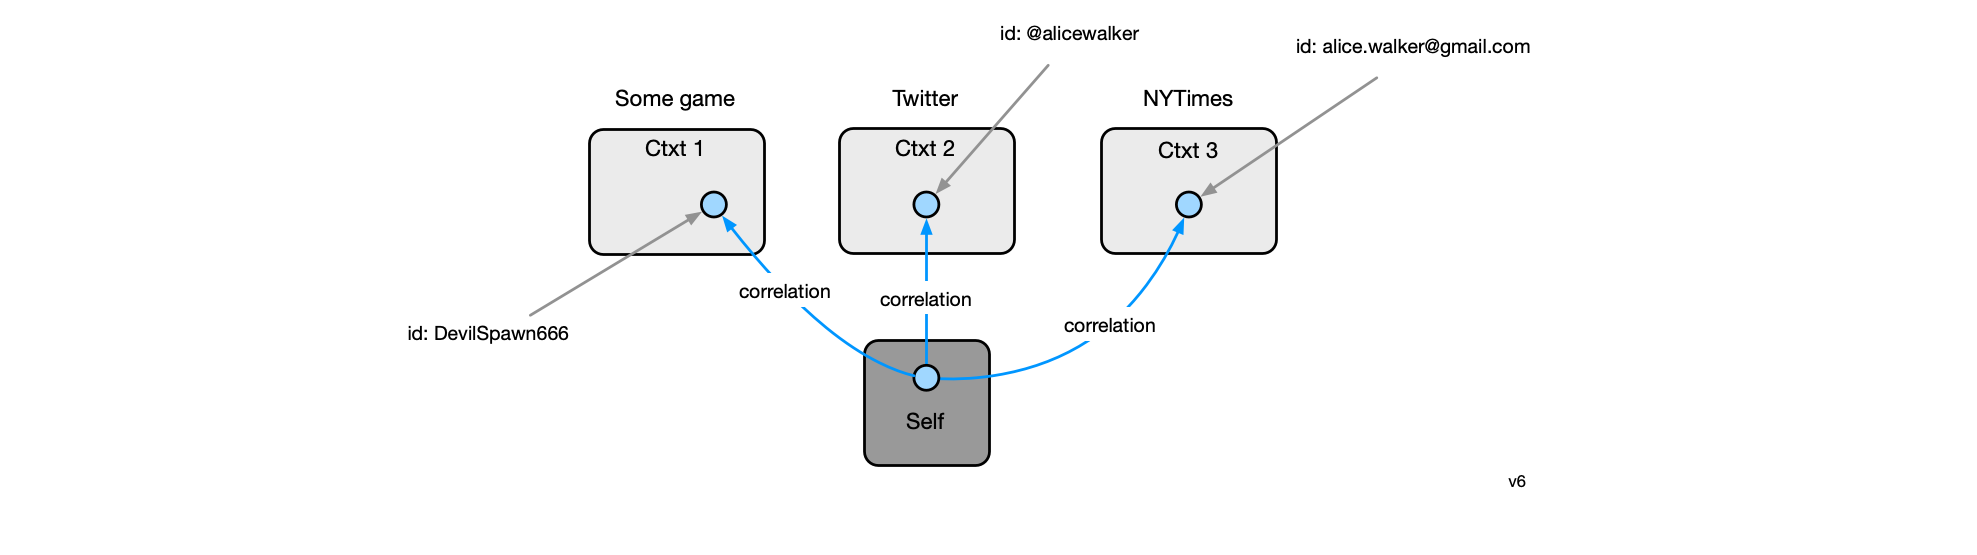 id: @alicewalker
id: alice.walker@gmail.com
Some game
Twitter
NYTimes
Ctxt 1
Ctxt 2
Ctxt 3
correlation
correlation
correlation
id: DevilSpawn666
Self
v6